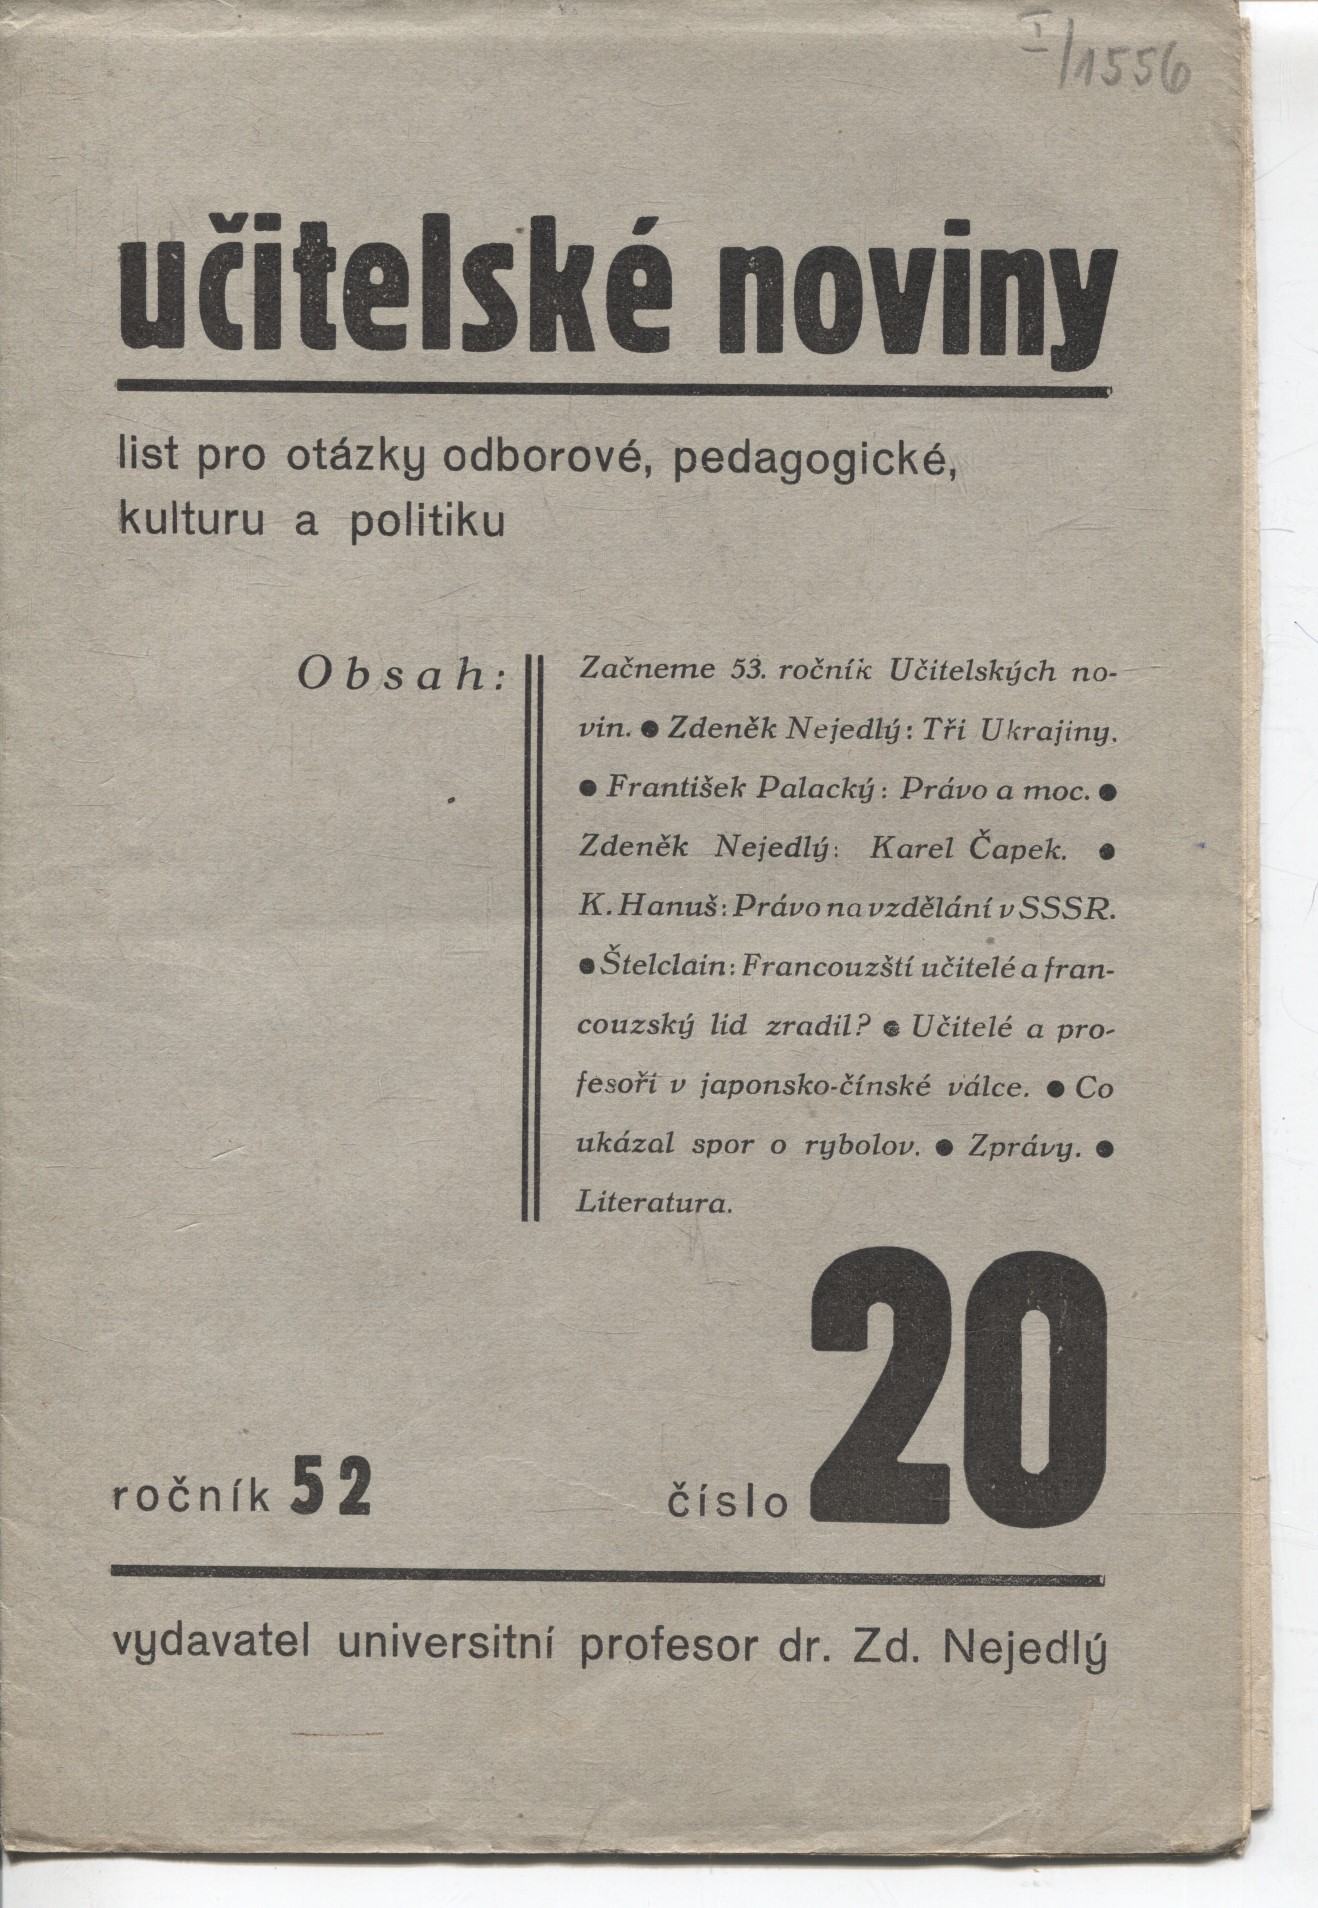 I/1556
učitelské noviny
list pro otázky odborové, pedagogické,
kulturu a politiku
Obsah:
Začneme 53. ročník Učitelských no-
vin. ● Zdeněk Nejedlý: Tři Ukrajiny.
● František Palacký: Právo a moc. ●
Zdeněk Nejedlý: Karel Čapek. ●
K. Hanuš: Právo na vzdělání v SSSR.
● Štelclain: Francouzští učitelé a fran-
couzský lid zradil? ● Učitelé a pro-
fesoři v japonsko-čínské válce. ● Co
ukázal spor o rybolov. ● Zprávy. ●
Literatura.
ročník 52 číslo 20
vydavatel universitní profesor dr. Zd. Nejedlý